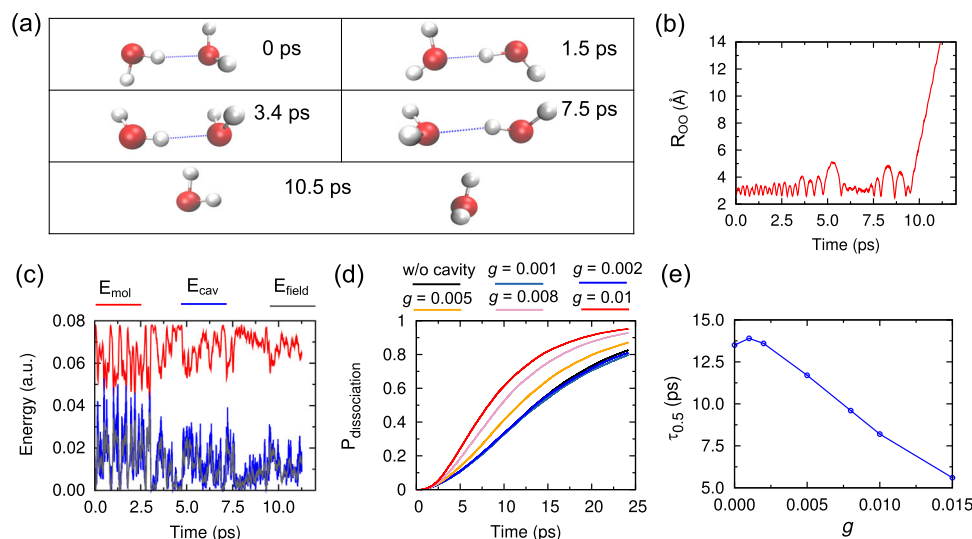 (a)
0 ps
1.5 ps
3.4 ps
7.5 ps
10.5 ps
(b)
14
12
10
8
6
4
2
R_OO (Å)
0.0 2.5 5.0 7.5 10.0
Time (ps)
(c)
E_mol E_cav E_field
0.08
0.06
0.04
0.02
0.00
Energy (a.u.)
0.0 2.5 5.0 7.5 10.0
Time (ps)
(d)
w/o cavity g = 0.001 g = 0.002
g = 0.005 g = 0.008 g = 0.01
1
0.8
0.6
0.4
0.2
0
P_dissociation
0 5 10 15 20 25
Time (ps)
(e)
15.0
12.5
10.0
7.5
5.0
τ_0.5 (ps)
0.000 0.005 0.010 0.015
g